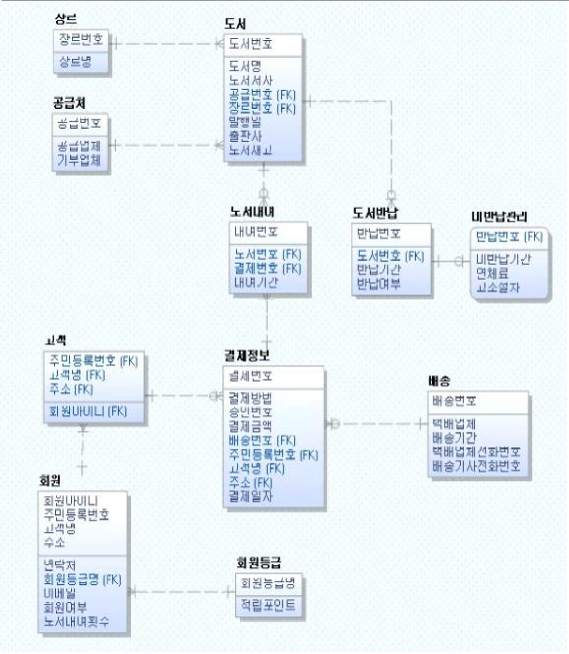 장르
장르번호
장르명
공급처
공급번호
공급업체
기부업체
도서
도서번호
도서명
도서저자
공급번호 (FK)
장르번호 (FK)
발행일
출판사
도서재고
도서대여
대여번호
도서번호 (FK)
결제번호 (FK)
대여기간
도서반납
반납번호
도서번호 (FK)
반납기간
반납여부
미반납관리
반납번호 (FK)
미반납기간
연체료
고소절차
고객
주민등록번호 (FK)
고객명 (FK)
주소 (FK)
회원아이디 (FK)
결제정보
결제번호
결제방법
승인번호
결제금액
배송번호 (FK)
주민등록번호 (FK)
고객명 (FK)
주소 (FK)
결제일자
배송
배송번호
택배업체
배송기간
택배업체전화번호
배송기사전화번호
회원
회원아이디
주민등록번호
고객명
주소
연락처
회원등급명 (FK)
이메일
회원여부
도서대여횟수
회원등급
회원등급명
적립포인트